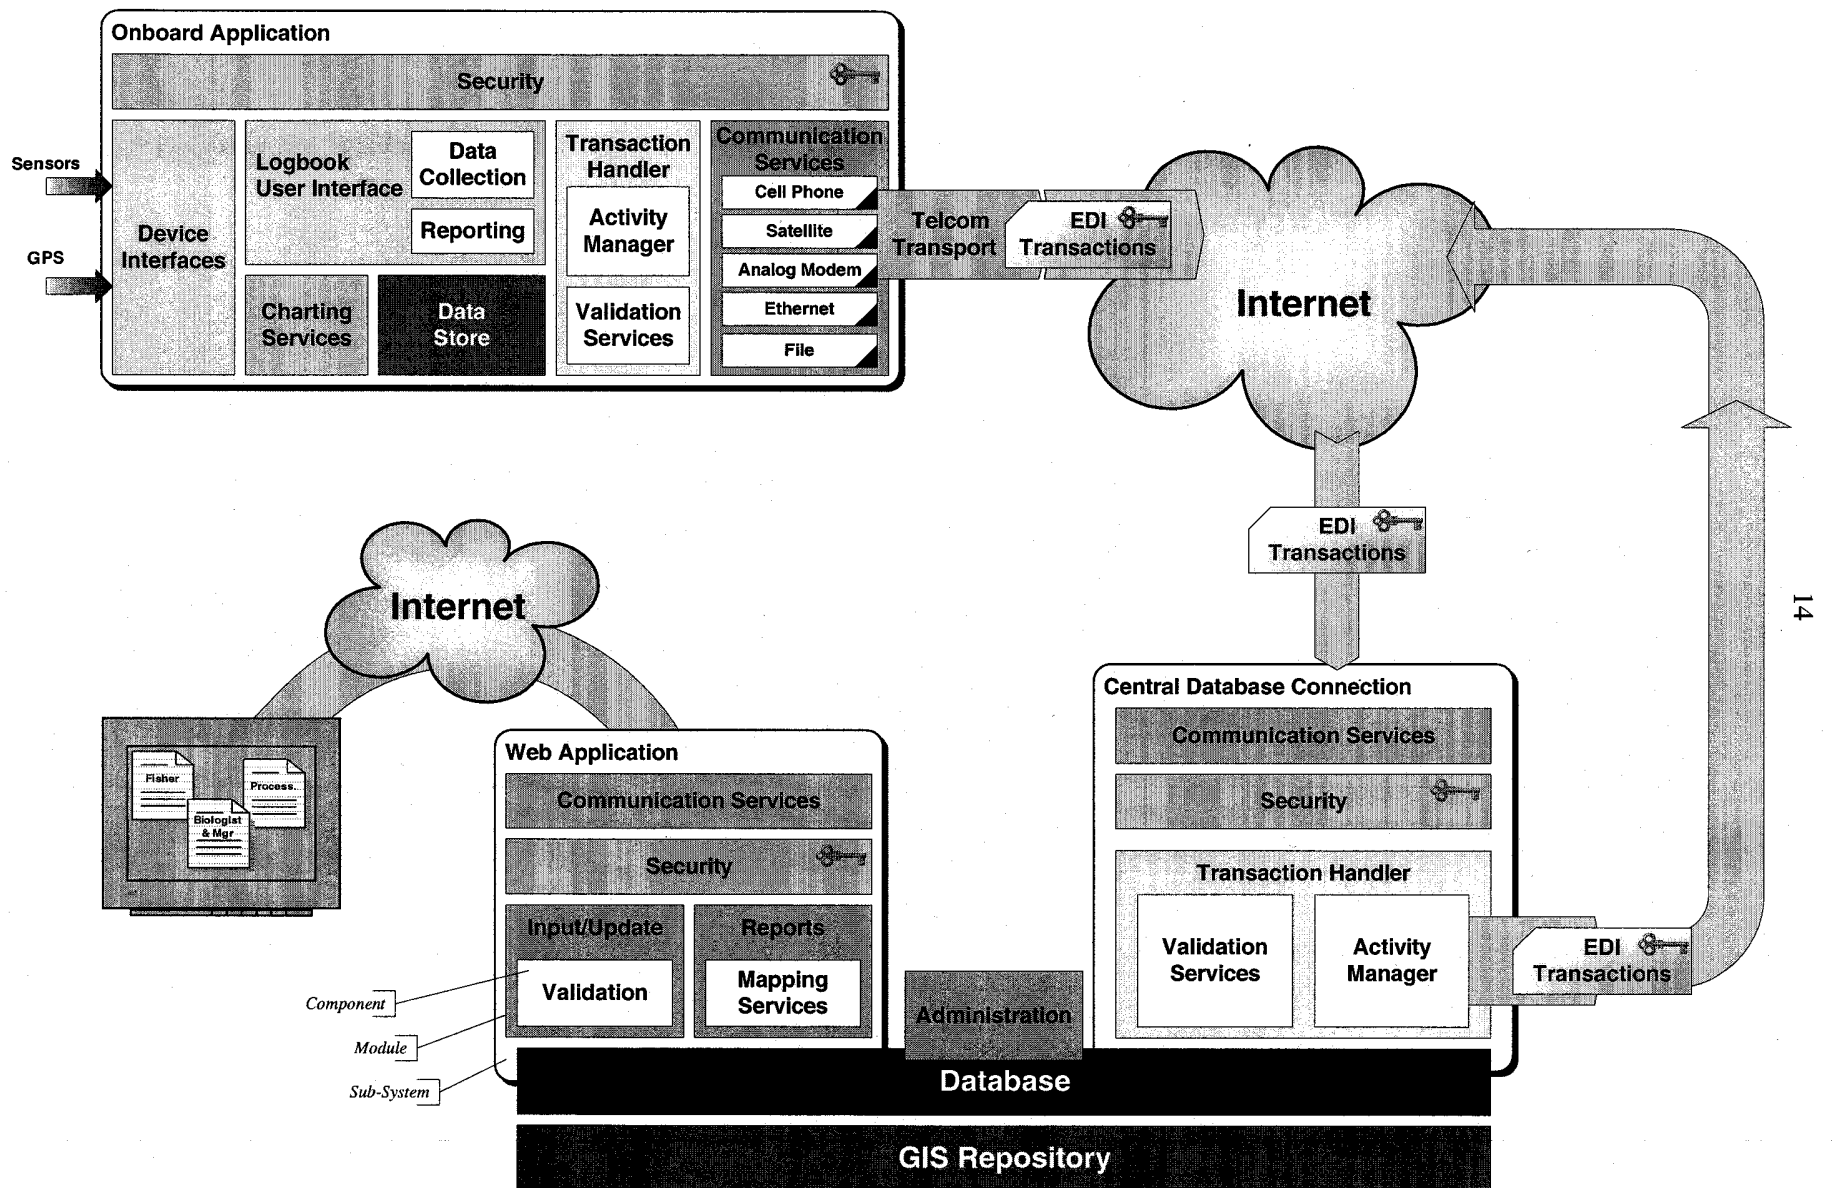 Onboard Application
Security
Sensors
GPS
Device
Interfaces
Logbook
User Interface
Data
Collection
Reporting
Charting
Services
Data
Store
Transaction
Handler
Activity
Manager
Validation
Services
Communication
Services
Cell Phone
Satellite
Analog Modem
Ethernet
File
Telcom
Transport
EDI
Transactions
Internet
EDI
Transactions
14
Internet
Fisher
Process..
Biologist
& Mgr
Web Application
Communication Services
Security
Input/Update
Validation
Reports
Mapping
Services
Component
Module
Sub-System
Administration
Central Database Connection
Communication Services
Security
Transaction Handler
Validation
Services
Activity
Manager
EDI
Transactions
Database
GIS Repository